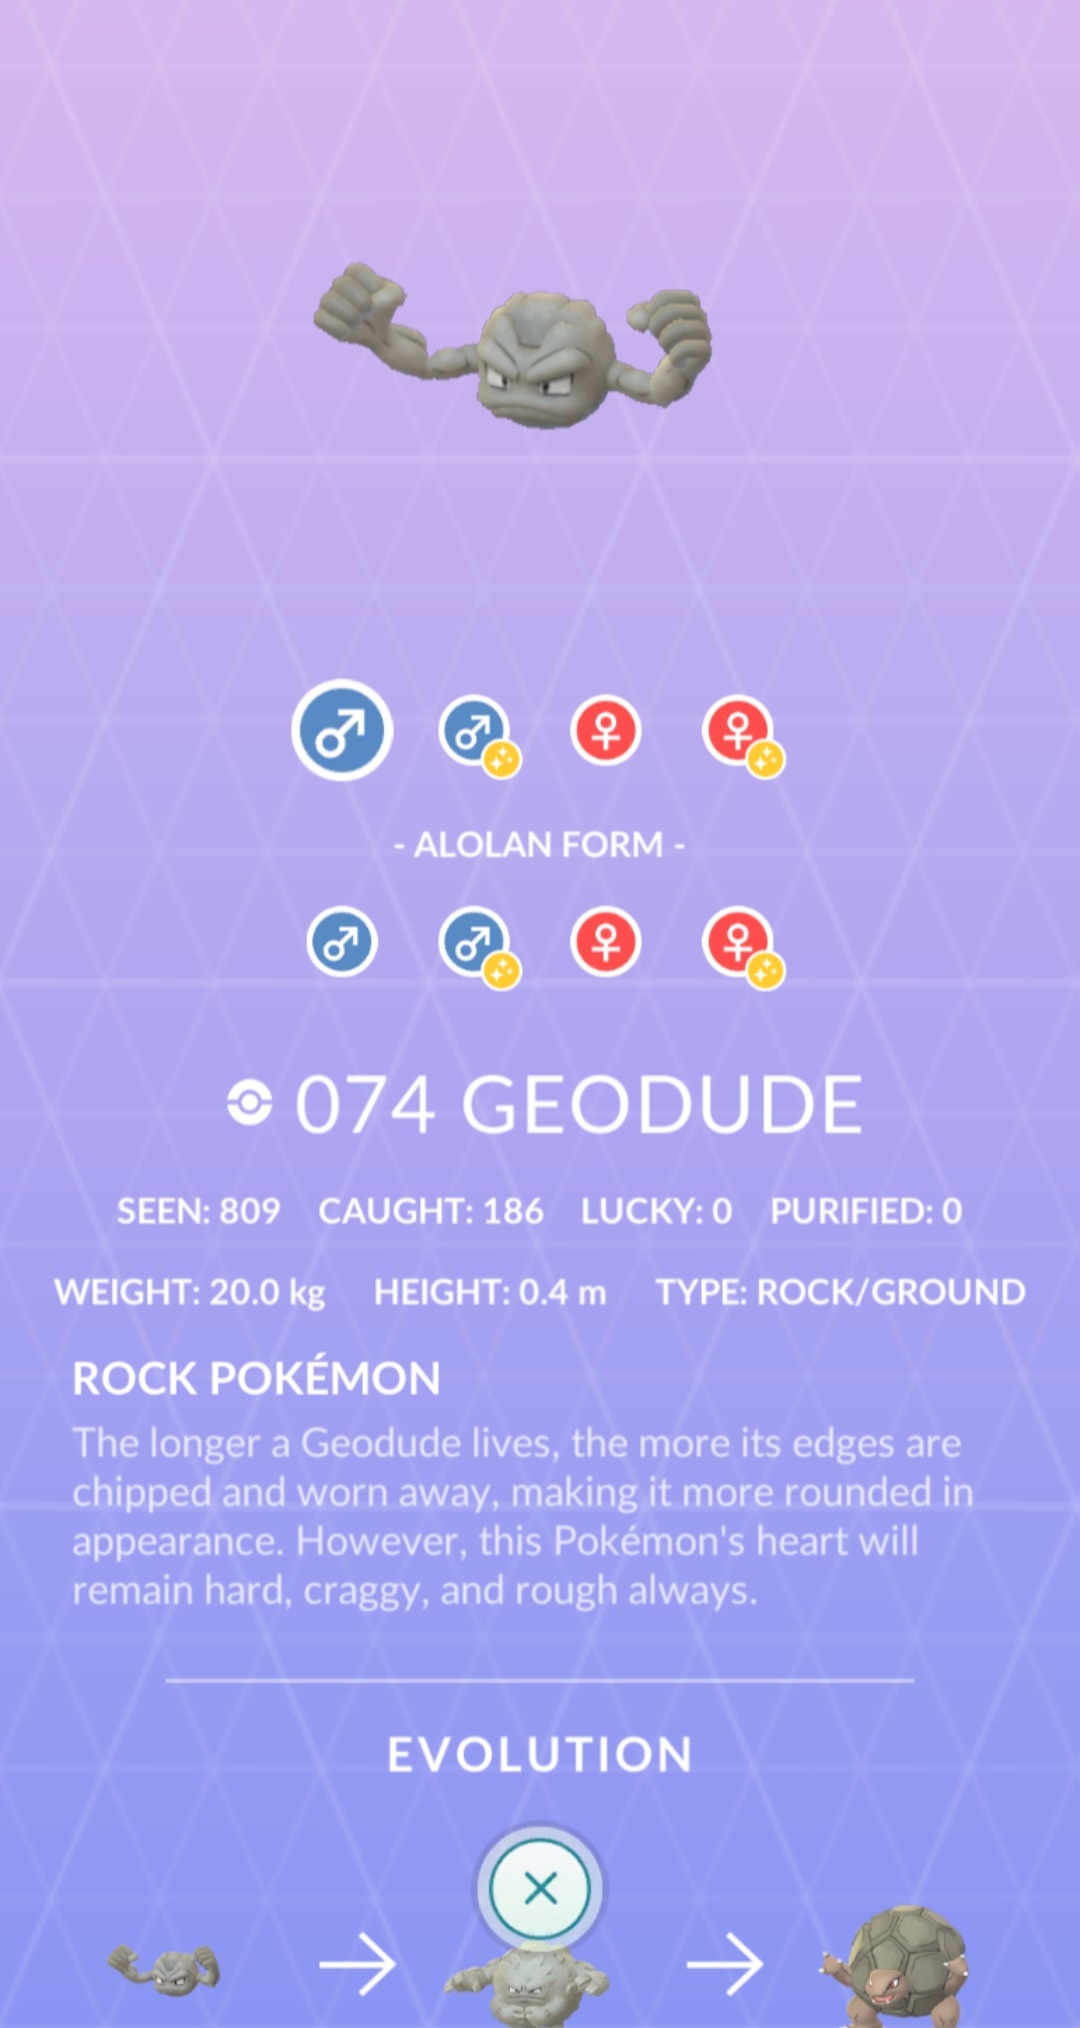 - ALOLAN FORM -
074 GEODUDE
SEEN: 809 CAUGHT: 186 LUCKY: 0 PURIFIED: 0
WEIGHT: 20.0 kg HEIGHT: 0.4 m TYPE: ROCK/GROUND
ROCK POKÉMON
The longer a Geodude lives, the more its edges are
chipped and worn away, making it more rounded in
appearance. However, this Pokémon's heart will
remain hard, craggy, and rough always.
EVOLUTION